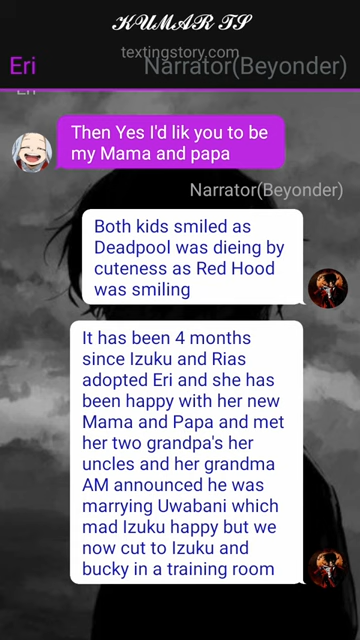 KUMAR TS
textingstory.com
Eri
Narrator(Beyonder)
Eri
Then Yes I'd lik you to be
my Mama and papa
Narrator(Beyonder)
Both kids smiled as
Deadpool was dieing by
cuteness as Red Hood
was smiling
It has been 4 months
since Izuku and Rias
adopted Eri and she has
been happy with her new
Mama and Papa and met
her two grandpa's her
uncles and her grandma
AM announced he was
marrying Uwabani which
mad Izuku happy but we
now cut to Izuku and
bucky in a training room